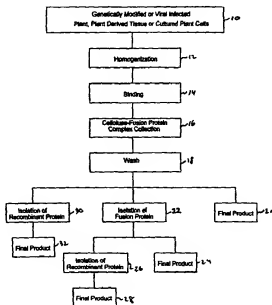 Genetically Modified or Viral Infected
Plant, Plant Derived Tissue or Cultured Plant Cells
10
Homogenization
12
Binding
14
Cellulose-Fusion Protein
Complex Collection
16
Wash
18
Isolation of
Recombinant Protein
30
Isolation of
Fusion Protein
22
Final Product
20
Final Product
32
Isolation of
Recombinant Protein
26
Final Product
24
Final Product
28